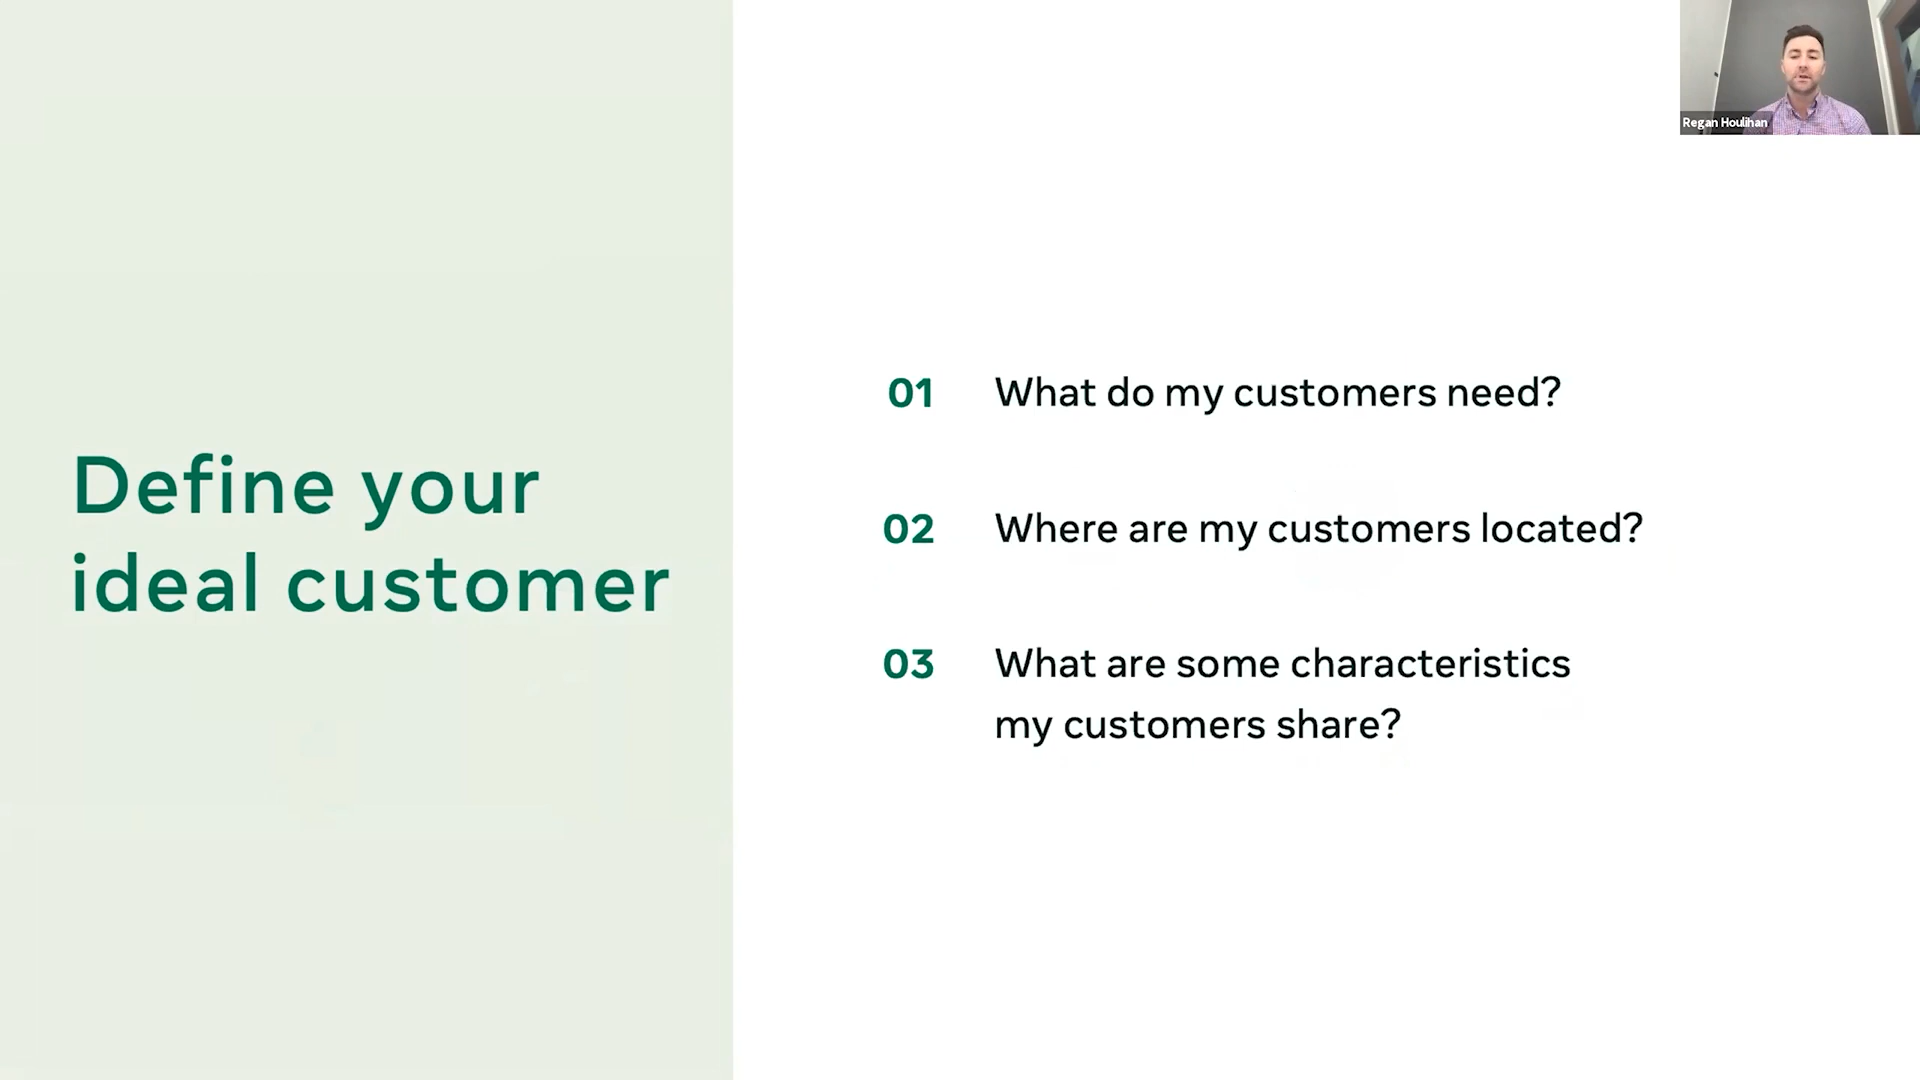 Regan Houlihan
Define your
ideal customer
01 What do my customers need?
02 Where are my customers located?
03 What are some characteristics
my customers share?